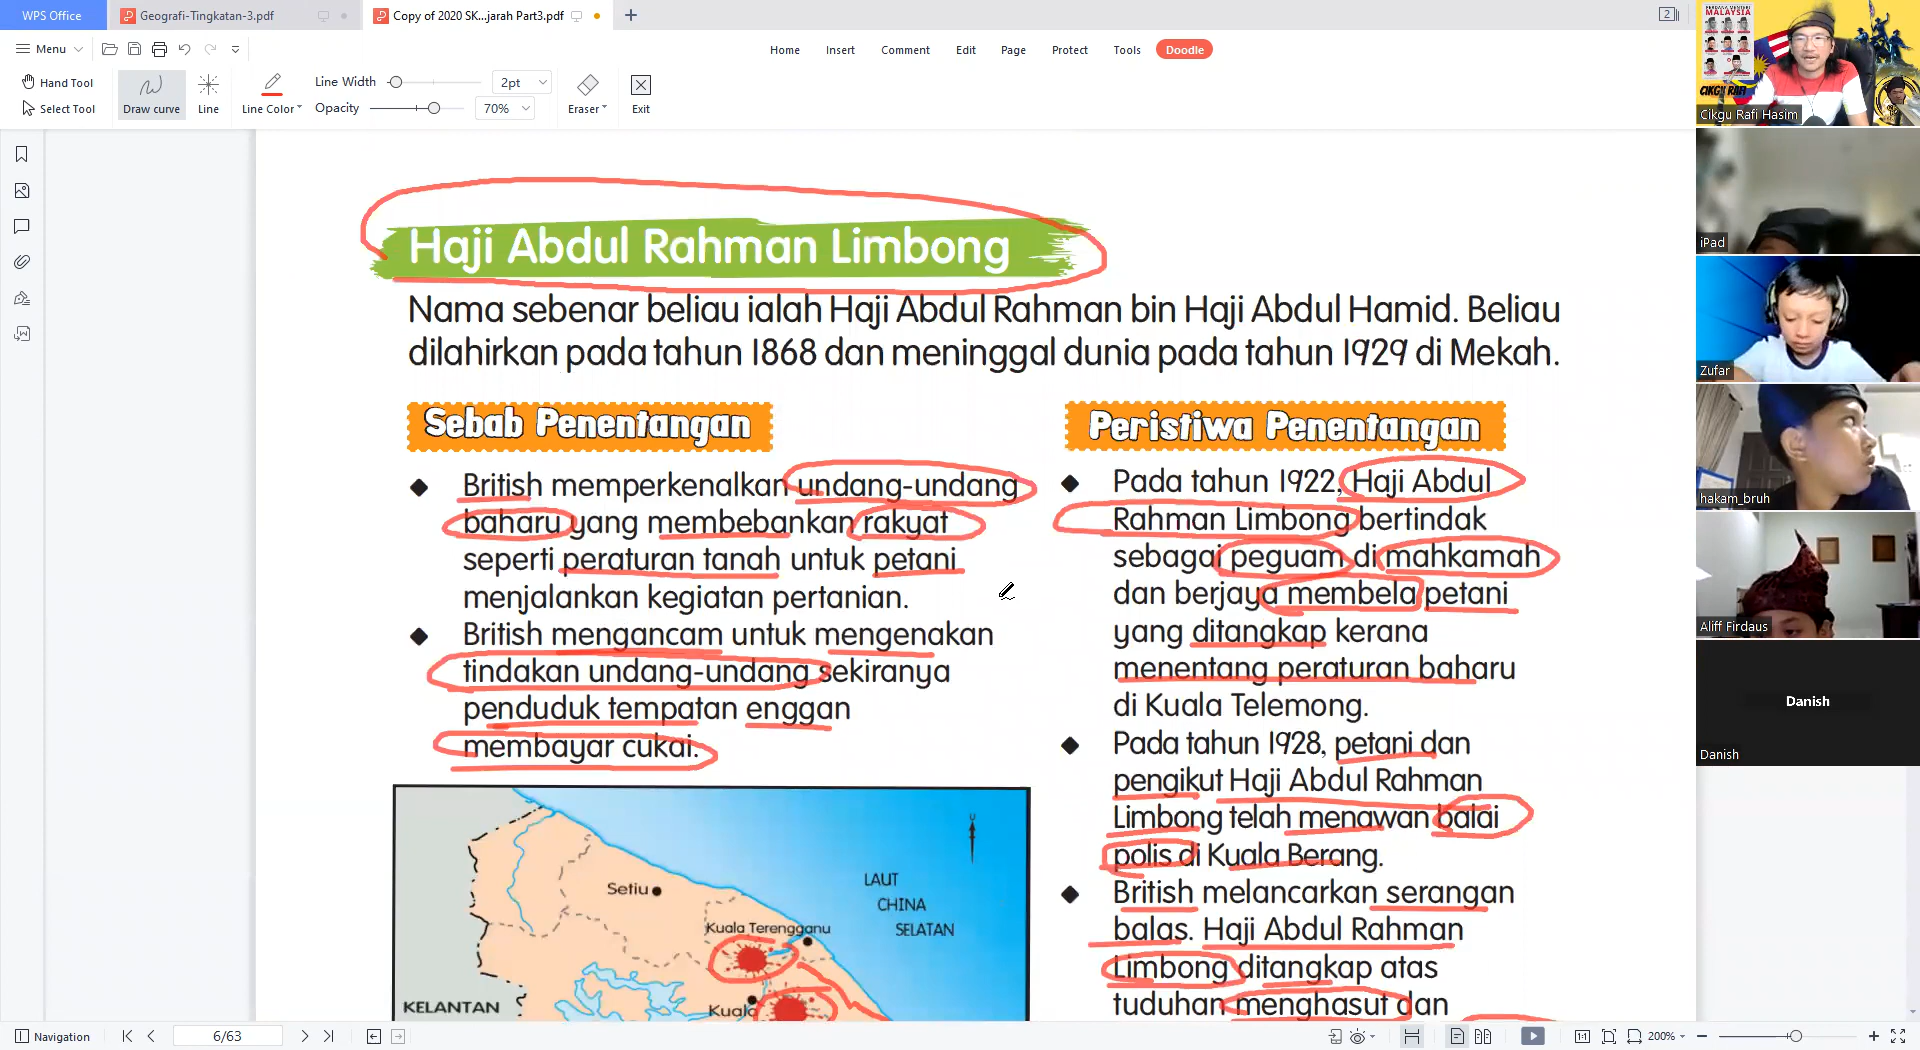 WPS Office
Geografi-Tingkatan-3.pdf
Copy of 2020 SK...jarah Part3.pdf
2
Menu
Home
Insert
Comment
Edit
Page
Protect
Tools
Doodle
Hand Tool
Select Tool
Draw curve
Line
Line Color
Line Width
2pt
Opacity
70%
Eraser
Exit
Haji Abdul Rahman Limbong
Nama sebenar beliau ialah Haji Abdul Rahman bin Haji Abdul Hamid. Beliau
dilahirkan pada tahun 1868 dan meninggal dunia pada tahun 1929 di Mekah.
Sebab Penentangan
British memperkenalkan undang-undang
baharu yang membebankan rakyat
seperti peraturan tanah untuk petani
menjalankan kegiatan pertanian.
British mengancam untuk mengenakan
tindakan undang-undang sekiranya
penduduk tempatan enggan
membayar cukai.
Setiu
LAUT
CHINA
SELATAN
Kuala Terengganu
KELANTAN
Kuala
Peristiwa Penentangan
Pada tahun 1922, Haji Abdul
Rahman Limbong bertindak
sebagai peguam di mahkamah
dan berjaya membela petani
yang ditangkap kerana
menentang peraturan baharu
di Kuala Telemong.
Pada tahun 1928, petani dan
pengikut Haji Abdul Rahman
Limbong telah menawan balai
polis di Kuala Berang.
British melancarkan serangan
balas. Haji Abdul Rahman
Limbong ditangkap atas
tuduhan menghasut dan
MALAYSIA
CIKGU RAFI
Cikgu Rafi Hasim
iPad
Zufar
hakam_bruh
Aliff Firdaus
Danish
Danish
Navigation
6/63
1:1
200%